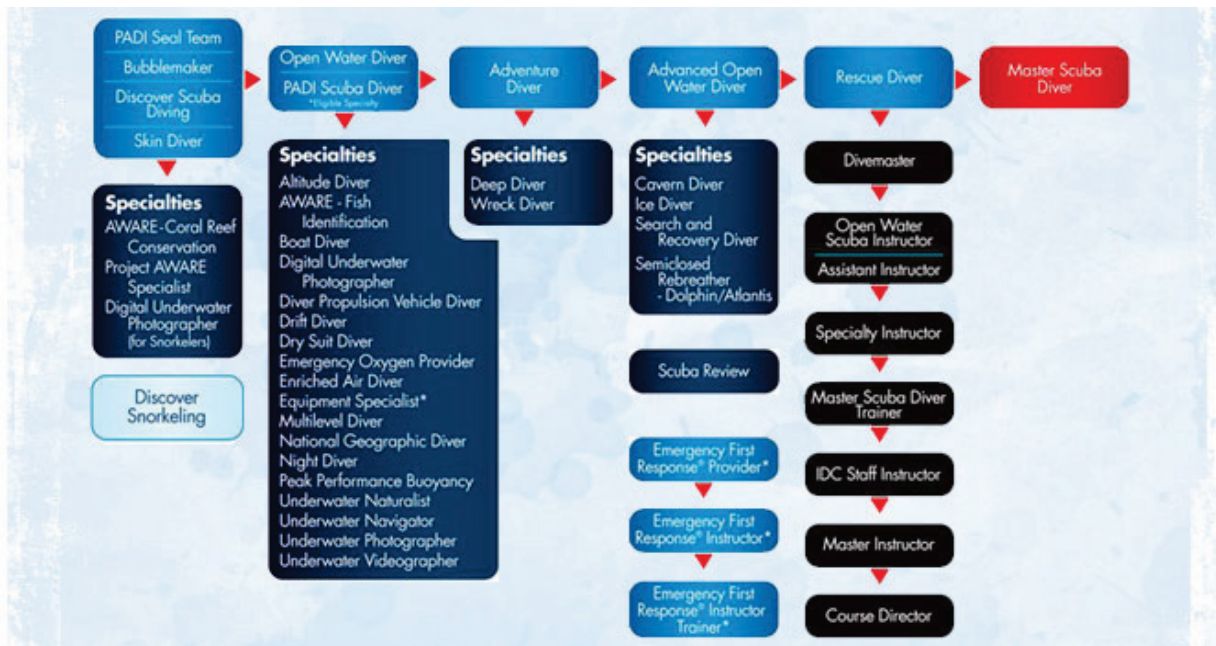 PADI Seal Team
Bubblemaker
Discover Scuba
Diving
Skin Diver
Open Water Diver
PADI Scuba Diver
*Eligible Specialty
Adventure
Diver
Advanced Open
Water Diver
Rescue Diver
Master Scuba
Diver
Specialties
AWARE-Coral Reef
Conservation
Project AWARE
Specialist
Digital Underwater
Photographer
(for Snorkelers)
Discover
Snorkeling
Specialties
Altitude Diver
AWARE - Fish
Identification
Boat Diver
Digital Underwater
Photographer
Diver Propulsion Vehicle Diver
Drift Diver
Dry Suit Diver
Emergency Oxygen Provider
Enriched Air Diver
Equipment Specialist*
Multilevel Diver
National Geographic Diver
Night Diver
Peak Performance Buoyancy
Underwater Naturalist
Underwater Navigator
Underwater Photographer
Underwater Videographer
Specialties
Deep Diver
Wreck Diver
Specialties
Cavern Diver
Ice Diver
Search and
Recovery Diver
Semiclosed
Rebreather
- Dolphin/Atlantis
Scuba Review
Emergency First
Response® Provider*
Emergency First
Response® Instructor*
Emergency First
Response® Instructor
Trainer*
Divemaster
Open Water
Scuba Instructor
Assistant Instructor
Specialty Instructor
Master Scuba Diver
Trainer
IDC Staff Instructor
Master Instructor
Course Director